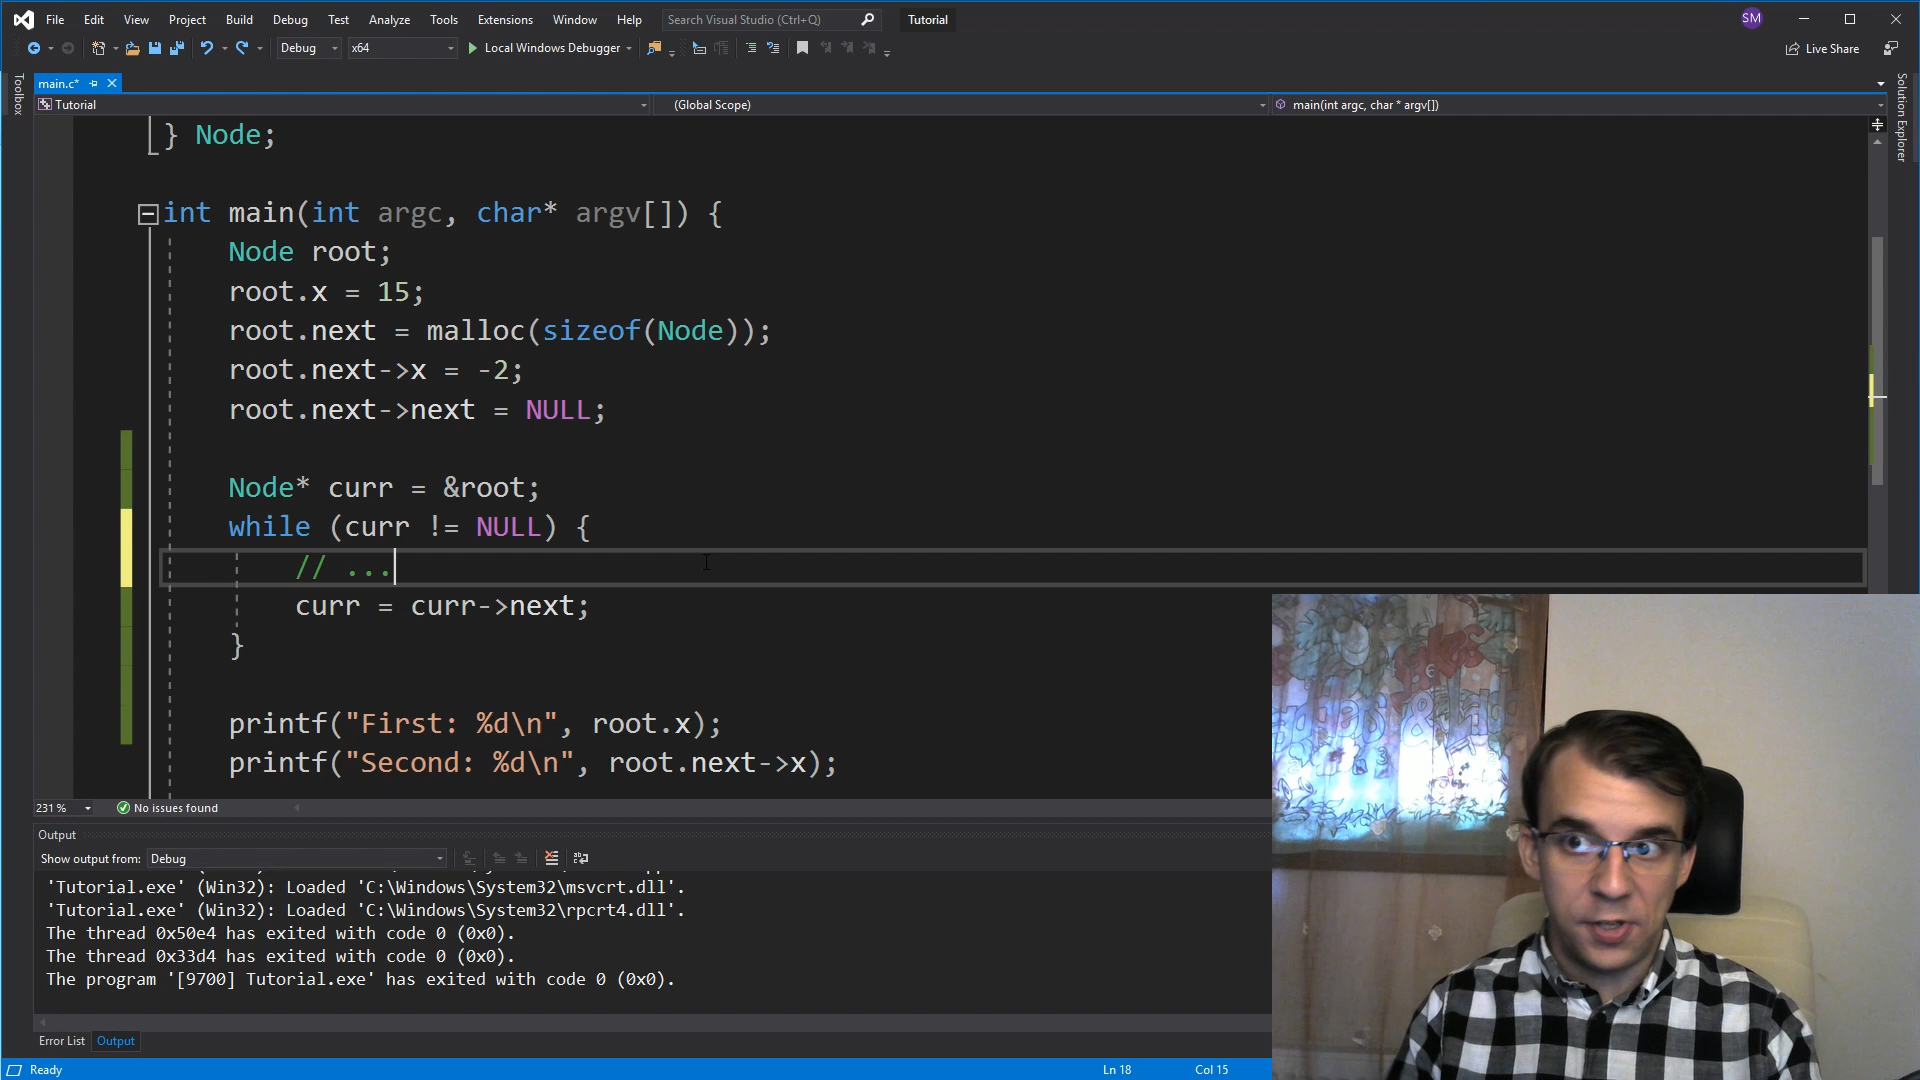 File Edit View Project Build Debug Test Analyze Tools Extensions Window Help Search Visual Studio (Ctrl+Q) Tutorial SM
Debug x64 Local Windows Debugger Live Share
Toolbox
main.c*
Tutorial (Global Scope) main(int argc, char * argv[])
Solution Explorer
} Node;
int main(int argc, char* argv[]) {
Node root;
root.x = 15;
root.next = malloc(sizeof(Node));
root.next->x = -2;
root.next->next = NULL;
Node* curr = &root;
while (curr != NULL) {
// ...
curr = curr->next;
}
printf("First: %d\n", root.x);
printf("Second: %d\n", root.next->x);
231 % No issues found
Output
Show output from: Debug
'Tutorial.exe' (Win32): Loaded 'C:\Windows\System32\msvcrt.dll'.
'Tutorial.exe' (Win32): Loaded 'C:\Windows\System32\rpcrt4.dll'.
The thread 0x50e4 has exited with code 0 (0x0).
The thread 0x33d4 has exited with code 0 (0x0).
The program '[9700] Tutorial.exe' has exited with code 0 (0x0).
Error List Output
Ready Ln 18 Col 15